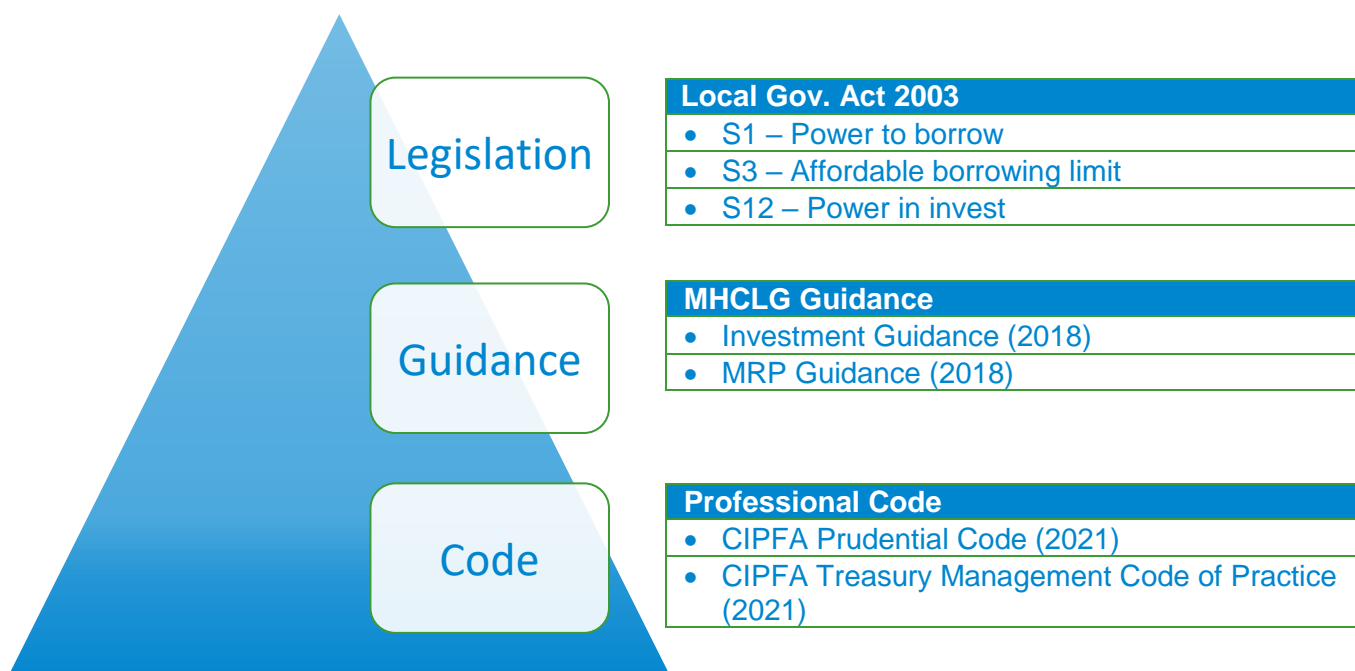 Legislation
Local Gov. Act 2003
• S1 – Power to borrow
• S3 – Affordable borrowing limit
• S12 – Power in invest
Guidance
MHCLG Guidance
• Investment Guidance (2018)
• MRP Guidance (2018)
Code
Professional Code
• CIPFA Prudential Code (2021)
• CIPFA Treasury Management Code of Practice
(2021)